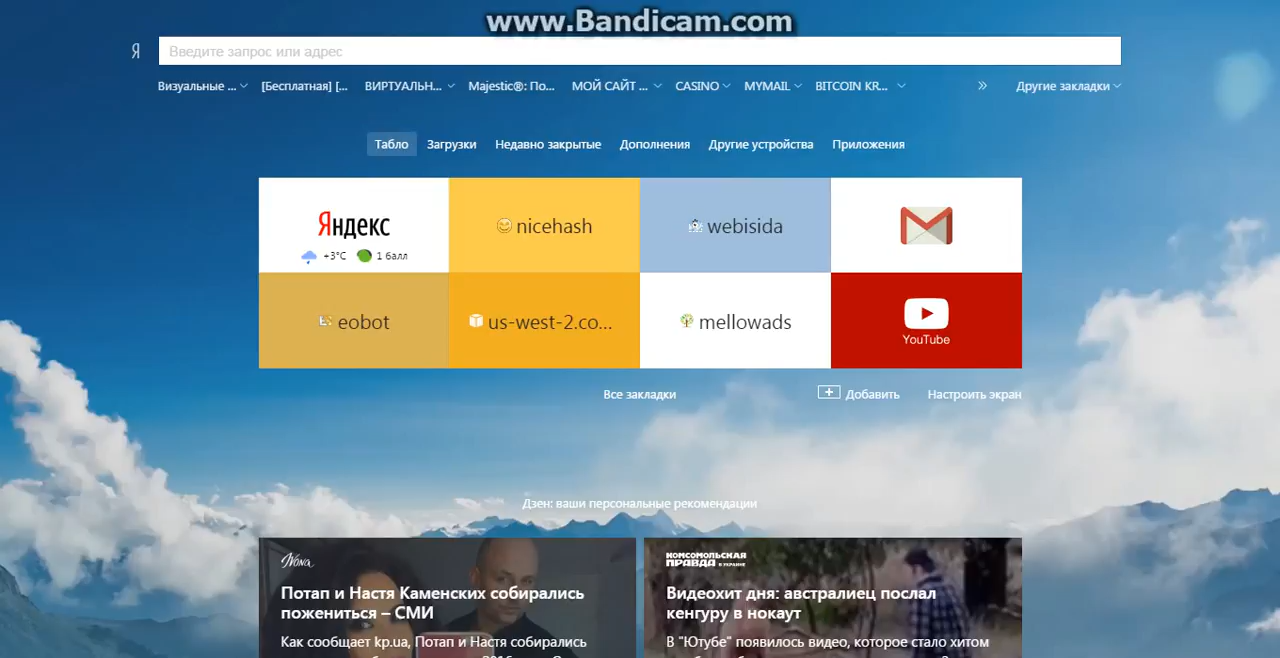 www.Bandicam.com
Я Введите запрос или адрес
Визуальные ... [Бесплатная] [... ВИРТУАЛЬН... Majestic®: По... МОЙ САЙТ ... CASINO MYMAIL BITCOIN KR... » Другие закладки
Табло Загрузки Недавно закрытые Дополнения Другие устройства Приложения
Яндекс
+3°C 1 балл
nicehash
webisida
eobot
us-west-2.co...
mellowads
YouTube
Все закладки Добавить Настроить экран
Дзен: ваши персональные рекомендации
Потап и Настя Каменских собирались
пожениться – СМИ
Как сообщает kp.ua, Потап и Настя собирались
КОМСОМОЛЬСКАЯ
ПРАВДА В УКРАИНЕ
Видеохит дня: австралиец послал
кенгуру в нокаут
В "Ютубе" появилось видео, которое стало хитом